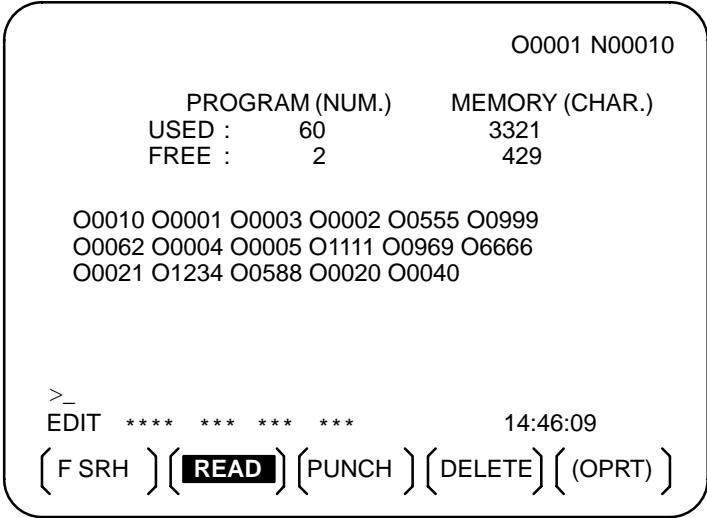 O0001 N00010
PROGRAM (NUM.) MEMORY (CHAR.)
USED : 60 3321
FREE : 2 429
O0010 O0001 O0003 O0002 O0555 O0999
O0062 O0004 O0005 O1111 O0969 O6666
O0021 O1234 O0588 O0020 O0040
>_
EDIT **** *** *** *** 14:46:09
[F SRH] [READ] [PUNCH] [DELETE] [(OPRT)]